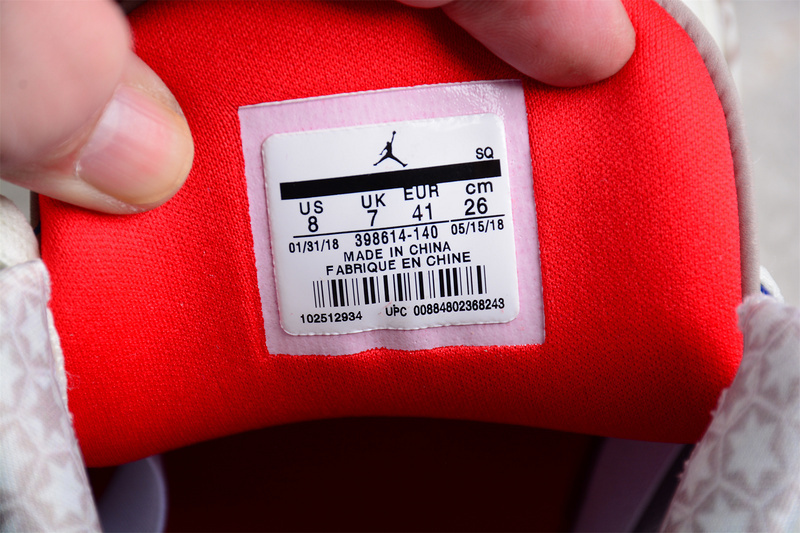 SQ
US UK EUR cm
8 7 41 26
01/31/18 398614-140 05/15/18
MADE IN CHINA
FABRIQUE EN CHINE
102512934 UPC 00884802368243